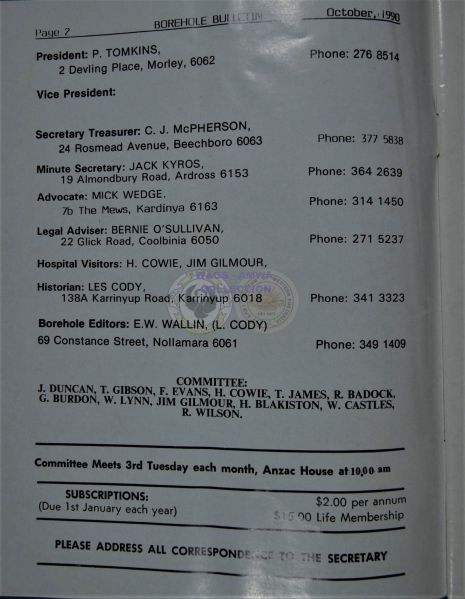 Page 2
BOREHOLE BULLETIN
October, 1990
President: P. TOMKINS,
2 Devling Place, Morley, 6062
Phone: 276 8514
Vice President:
Secretary Treasurer: C. J. McPHERSON,
24 Rosmead Avenue, Beechboro 6063
Phone: 377 5838
Minute Secretary: JACK KYROS,
19 Almondbury Road, Ardross 6153
Phone: 364 2639
Advocate: MICK WEDGE.
7b The Mews, Kardinya 6163
Phone: 314 1450
Legal Adviser: BERNIE O'SULLIVAN,
22 Glick Road, Coolbinia 6050
Phone: 271 5237
Hospital Visitors: H. COWIE, JIM GILMOUR,
WAGS - AMWA
COLLECTION
Historian: LES CODY,
138A Karrinyup Road, Karrinyup 6018
Phone: 341 3323
Borehole Editors: E.W. WALLIN, (L. CODY)
69 Constance Street, Nollamara 6061
Phone: 349 1409
COMMITTEE:
J. DUNCAN, T. GIBSON, F. EVANS, H. COWIE, T. JAMES, R. BADOCK,
G. BURDON, W. LYNN, JIM GILMOUR, H. BLAKISTON, W. CASTLES,
R. WILSON.
Committee Meets 3rd Tuesday each month, Anzac House at 10.00 am
SUBSCRIPTIONS:
(Due 1st January each year)
$2.00 per annum
$15.00 Life Membership
PLEASE ADDRESS ALL CORRESPONDENCE TO THE SECRETARY